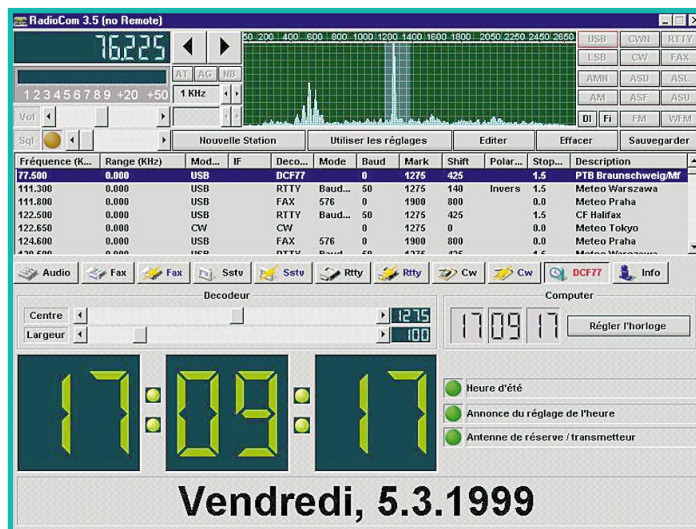 RadioCom 3.5 (no Remote)
76,225
50 200 400 600 800 1000 1200 1400 1600 1800 2050 2250 2450 2650
USB CWN RTTY
LSB CW FAX
AMN ASD ASL
AM ASF ASU
DI Fi FM WFM
AT AG NB
1 2 3 4 5 6 7 8 9 +20 +50
1 KHz
Vol
Sql
Nouvelle Station Utiliser les réglages Editer Effacer Sauvegarder
Fréquence (K... Range (KHz) Mod... IF Deco... Mode Baud Mark Shift Polar... Stop... Description
77.500 0.000 USB DCF77 0 1275 425 1.5 PTB Braunschweig/Mf
111.300 0.000 USB RTTY Baud... 50 1275 140 Invers 1.5 Meteo Warszawa
111.800 0.000 USB FAX 576 0 1900 800 0.0 Meteo Praha
122.500 0.000 USB RTTY Baud... 50 1275 425 1.5 CF Halifax
122.650 0.000 CW CW 0 1275 0 0.0 Meteo Tokyo
124.600 0.000 USB FAX 576 0 1900 800 0.0 Meteo Praha
Audio Fax Fax Sstv Sstv Rtty Rtty Cw Cw DCF77 Info
Decodeur
Computer
Centre 1275
Largeur 100
17 09 17
Régler l'horloge
17:09:17
Heure d'été
Annonce du réglage de l'heure
Antenne de réserve / transmetteur
Vendredi, 5.3.1999